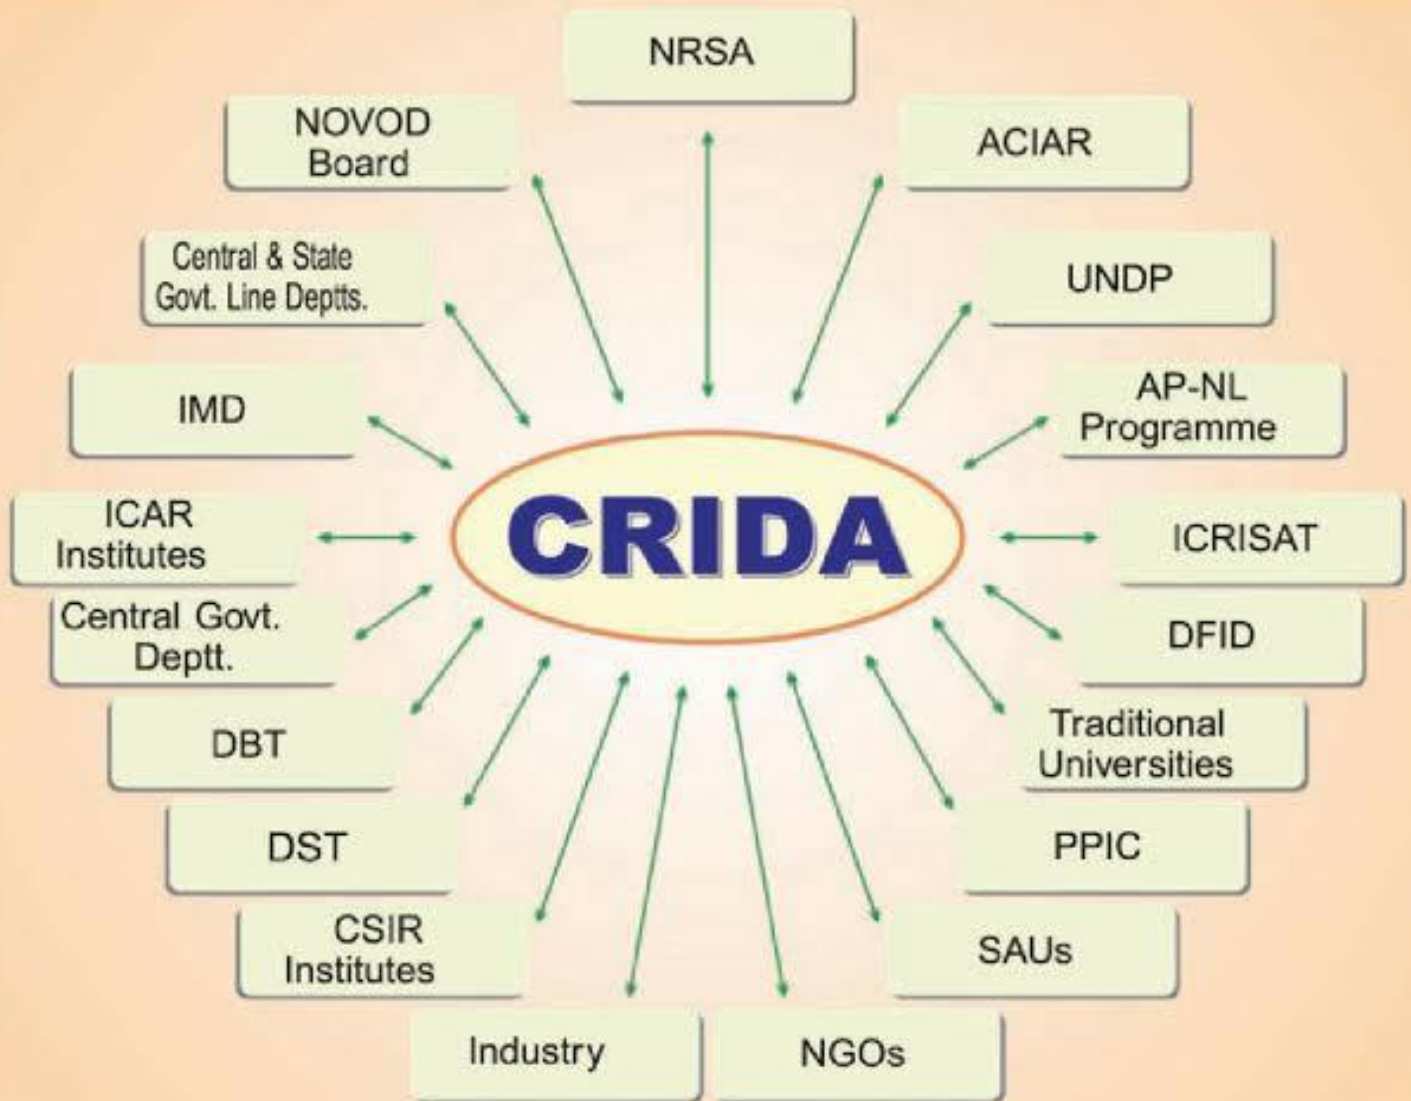 NRSA
NOVOD
Board
ACIAR
Central & State
Govt. Line Deptts.
UNDP
IMD
AP-NL
Programme
CRIDA
ICAR
Institutes
ICRISAT
Central Govt.
Deptt.
DFID
DBT
Traditional
Universities
DST
PPIC
CSIR
Institutes
SAUs
Industry
NGOs